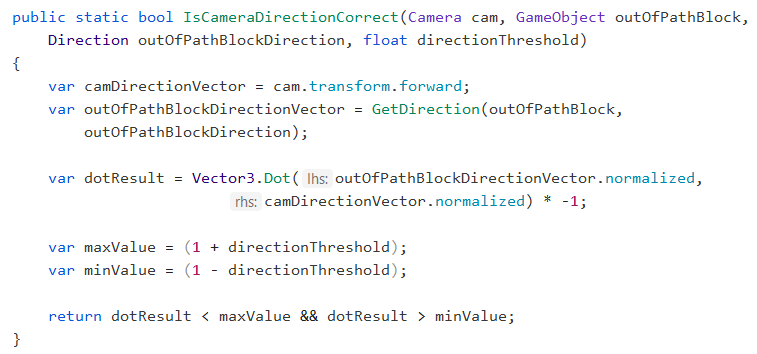 public static bool IsCameraDirectionCorrect(Camera cam, GameObject outOfPathBlock,
    Direction outOfPathBlockDirection, float directionThreshold)
{
    var camDirectionVector = cam.transform.forward;
    var outOfPathBlockDirectionVector = GetDirection(outOfPathBlock,
        outOfPathBlockDirection);

    var dotResult = Vector3.Dot( lhs: outOfPathBlockDirectionVector.normalized,
                        rhs: camDirectionVector.normalized) * -1;

    var maxValue = (1 + directionThreshold);
    var minValue = (1 - directionThreshold);

    return dotResult < maxValue && dotResult > minValue;
}